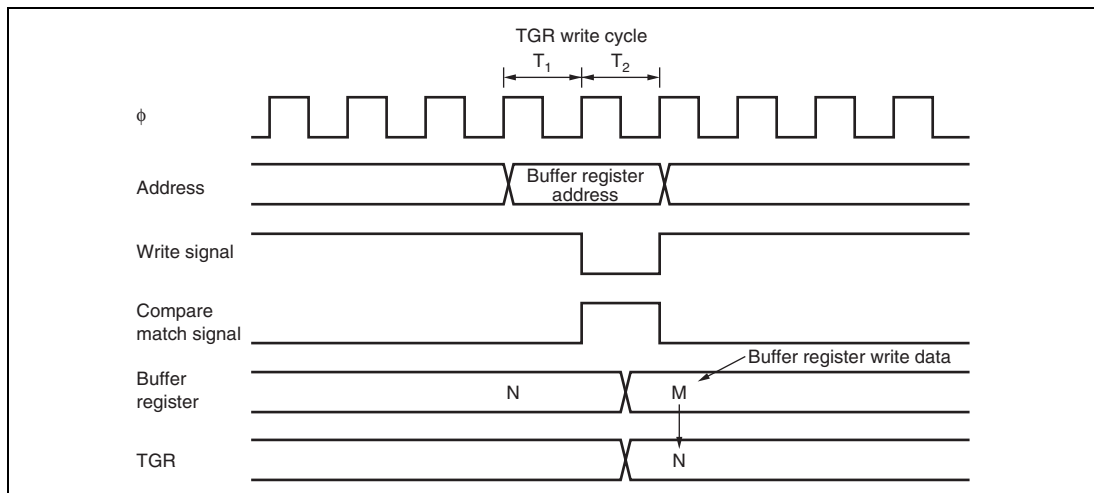 TGR write cycle
T₁ T₂
ϕ
Address
Buffer register
address
Write signal
Compare
match signal
Buffer register write data
Buffer
register
N M
TGR
N